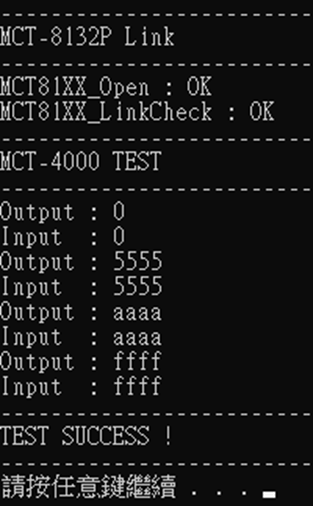 --------------------------
MCT-8132P Link
--------------------------
MCT81XX_Open : OK
MCT81XX_LinkCheck : OK
--------------------------
MCT-4000 TEST
--------------------------
Output : 0
Input  : 0
Output : 5555
Input  : 5555
Output : aaaa
Input  : aaaa
Output : ffff
Input  : ffff
--------------------------
TEST SUCCESS !
--------------------------
請按任意鍵繼續 . . .